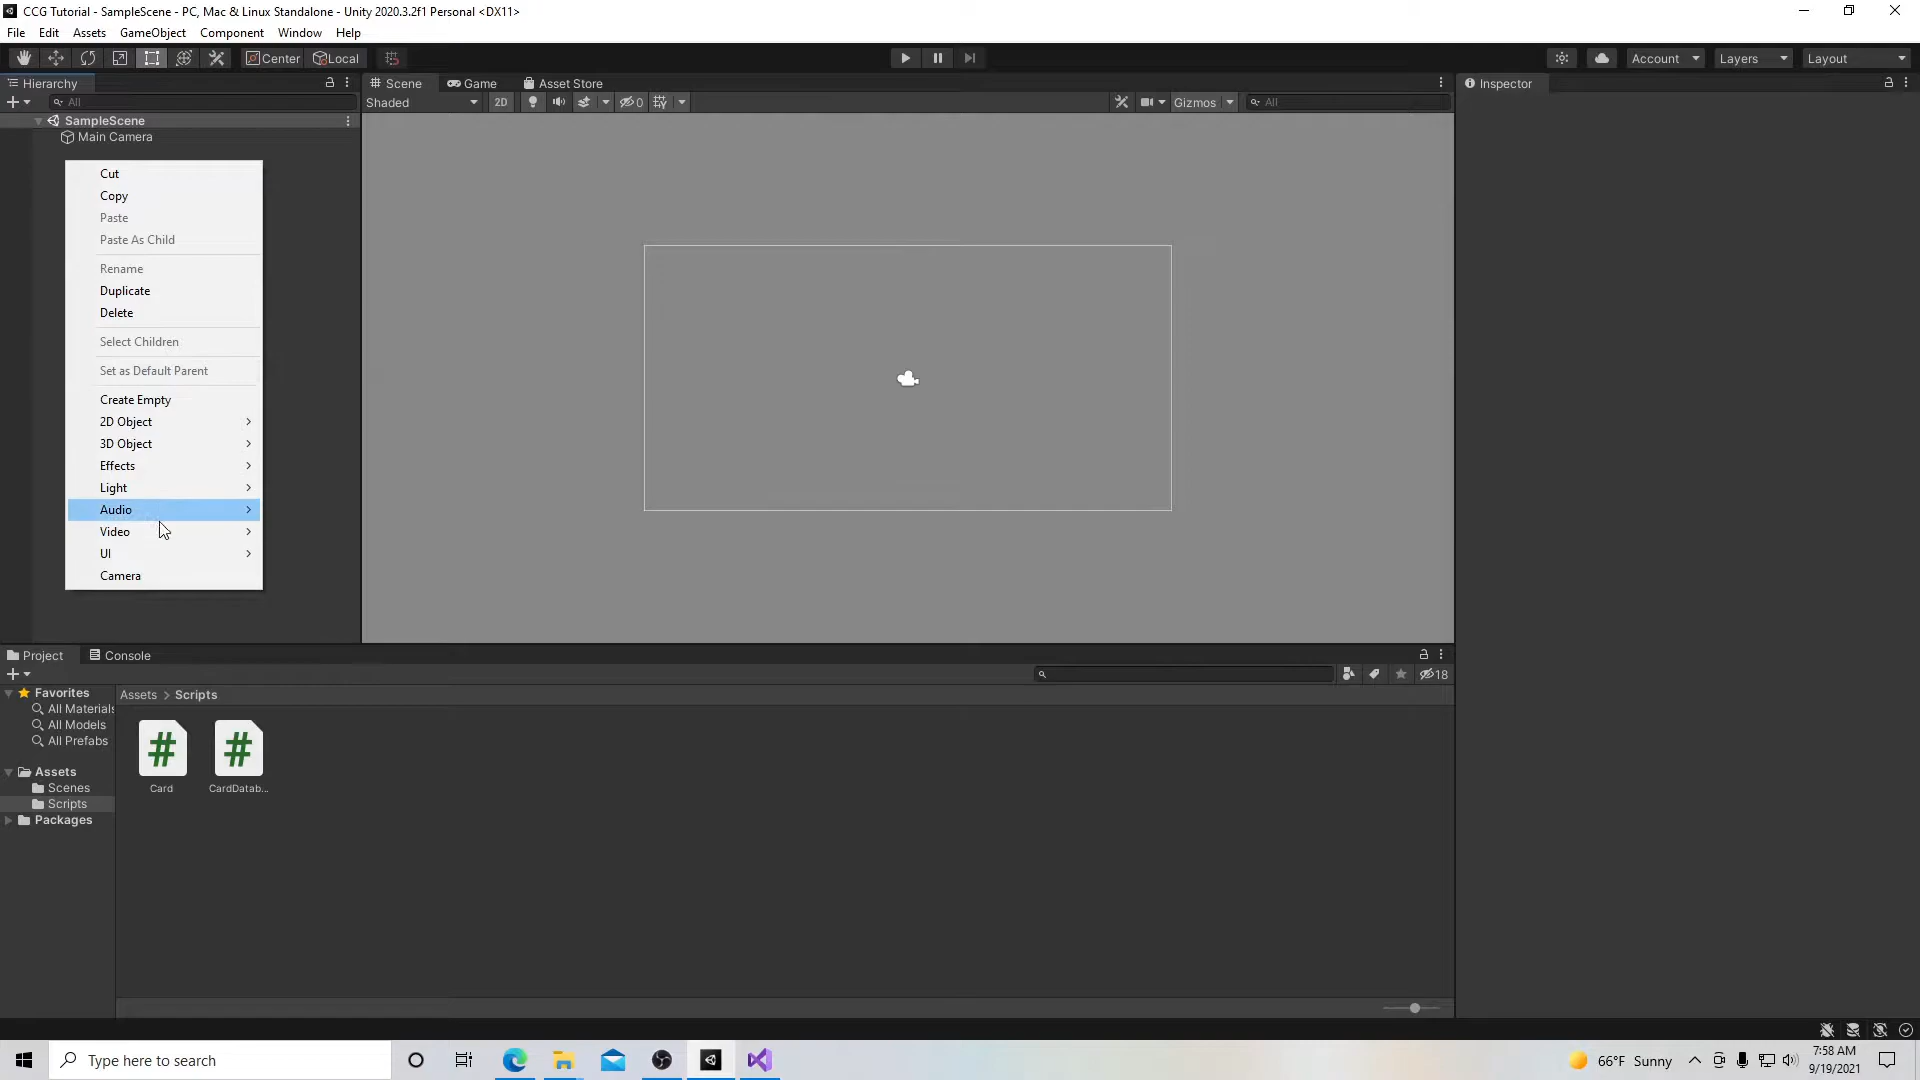 CCG Tutorial - SampleScene - PC, Mac & Linux Standalone - Unity 2020.3.2f1 Personal <DX11>
File Edit Assets GameObject Component Window Help
Center Local Account Layers Layout
Hierarchy Scene Game Asset Store Inspector
All Shaded 2D 0 Gizmos All
SampleScene
Main Camera
Cut
Copy
Paste
Paste As Child
Rename
Duplicate
Delete
Select Children
Set as Default Parent
Create Empty
2D Object
3D Object
Effects
Light
Audio
Video
UI
Camera
Project Console
18
Favorites
All Materials
All Models
All Prefabs
Assets
Scenes
Scripts
Packages
Assets > Scripts
# #
Card CardDatab...
Type here to search
66°F Sunny
7:58 AM
9/19/2021